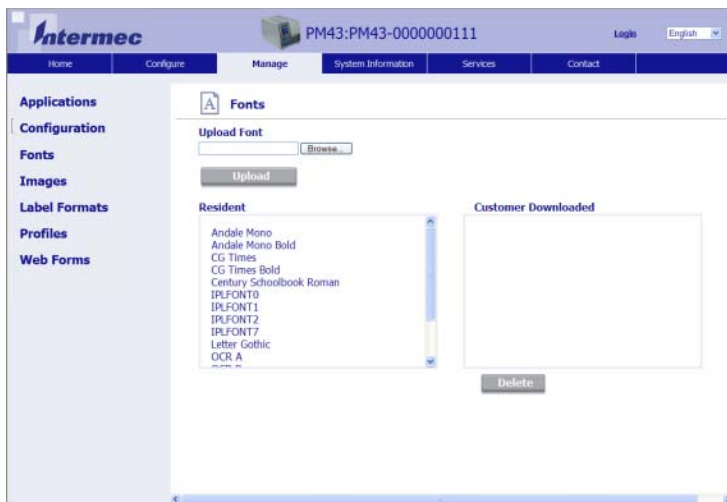 Intermec
PM43:PM43-0000000111
Login
English
Home Configure Manage System Information Services Contact
Applications
Configuration
Fonts
Images
Label Formats
Profiles
Web Forms
A
Fonts
Upload Font
Browse...
Upload
Resident
Andale Mono
Andale Mono Bold
CG Times
CG Times Bold
Century Schoolbook Roman
IPLFONT0
IPLFONT1
IPLFONT2
IPLFONT7
Letter Gothic
OCR A
Customer Downloaded
Delete